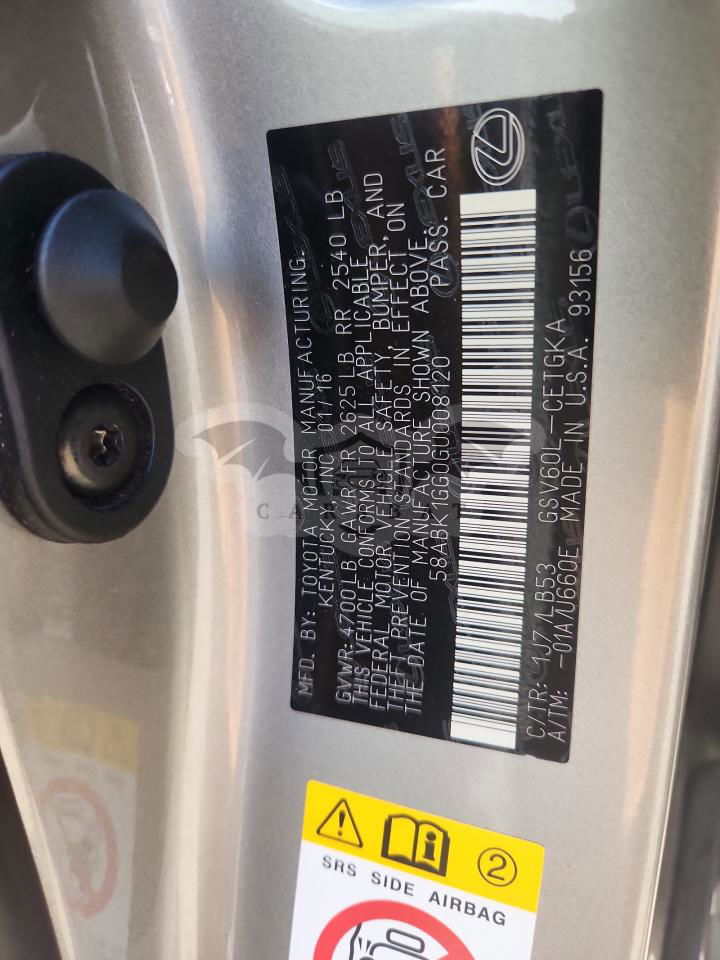 MFD. BY: TOYOTA MOTOR MANUFACTURING,
KENTUCKY, INC 01/16
GVWR: 4700 LB GAWR: FR 2625 LB RR 2540 LB
THIS VEHICLE CONFORMS TO ALL APPLICABLE
FEDERAL MOTOR VEHICLE SAFETY, BUMPER, AND
THEFT PREVENTION STANDARDS IN EFFECT ON
THE DATE OF MANUFACTURE SHOWN ABOVE.
58ABK1GG0GU008120 PASS. CAR
C/TR: 1J7 /LB53 GSV60L-CETGKA
A/TM: -01A/U660E MADE IN U.S.A. 93156
2
SRS SIDE AIRBAG